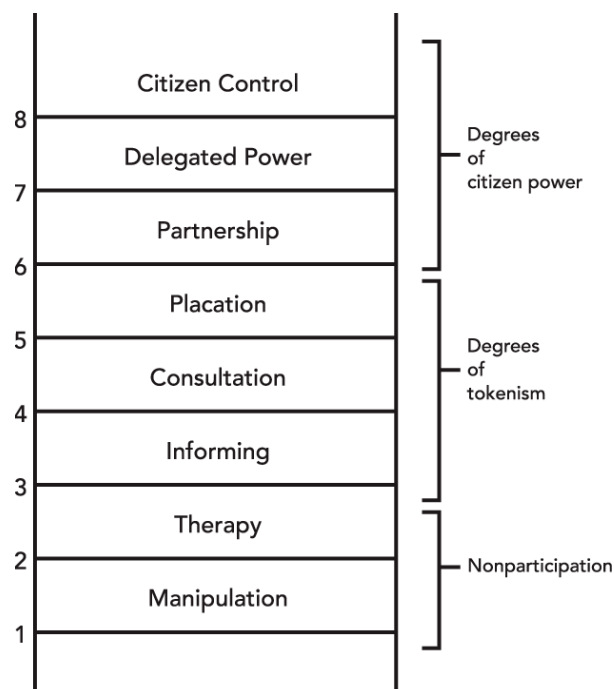 Citizen Control
8
Delegated Power
7
Partnership
6
Placation
5
Consultation
4
Informing
3
Therapy
2
Manipulation
1
Degrees
of
citizen power
Degrees
of
tokenism
Nonparticipation